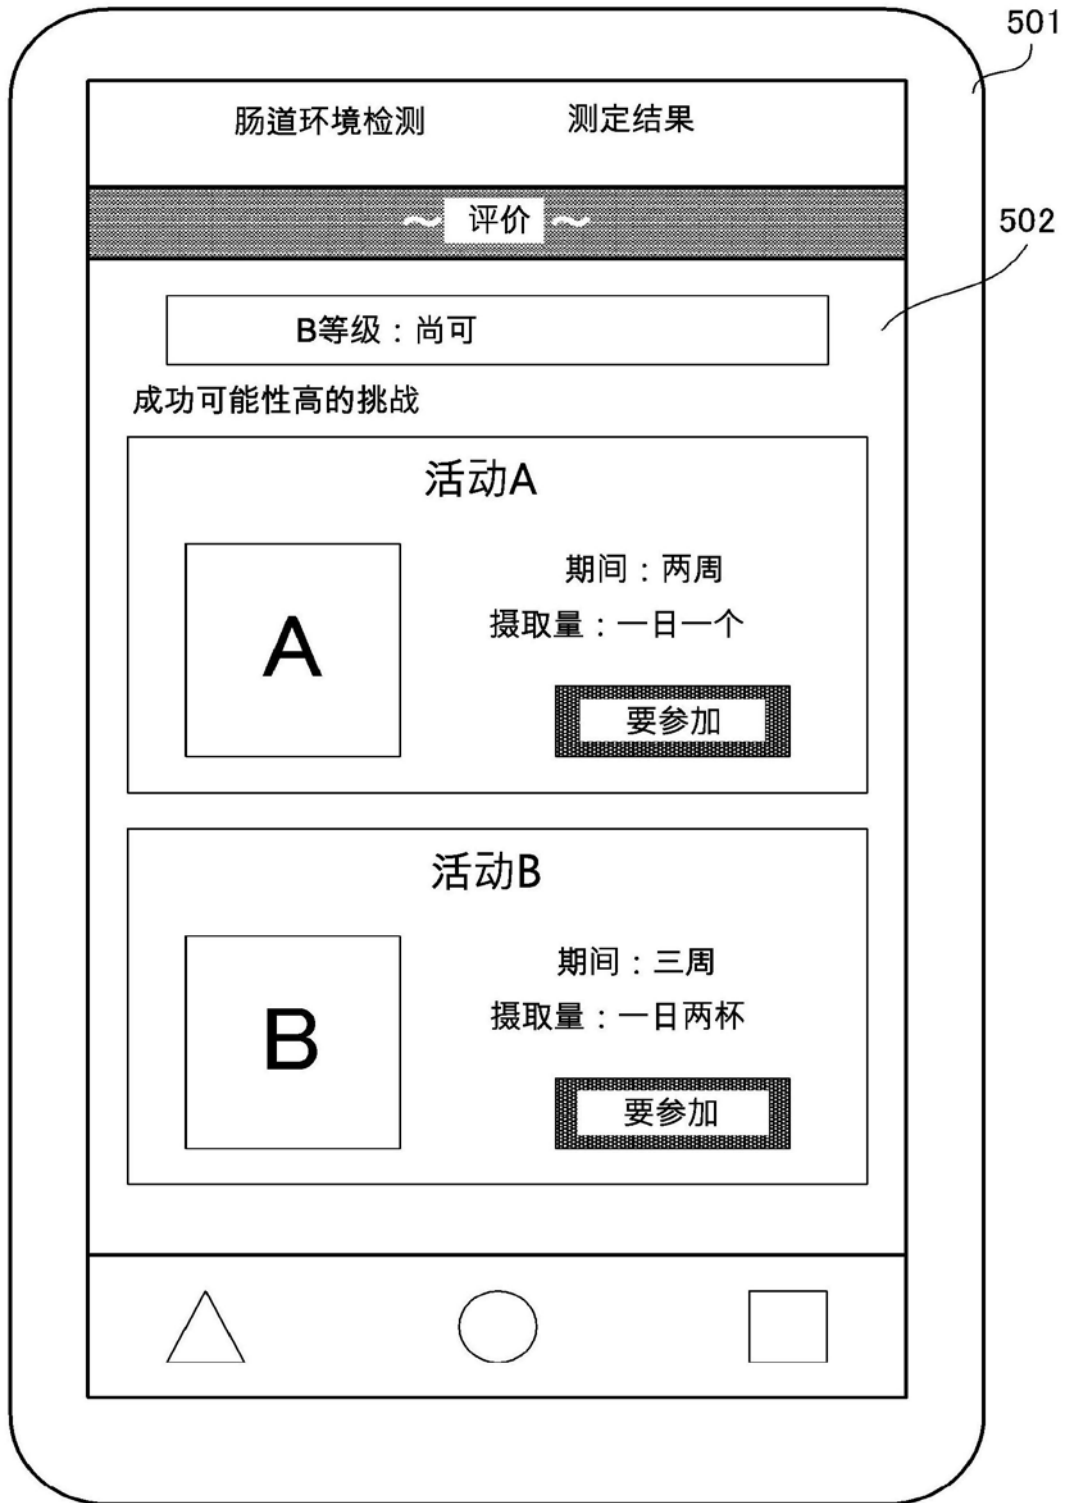 501
肠道环境检测 测定结果
～ 评价 ～
502
B等级：尚可
成功可能性高的挑战
活动A
A
期间：两周
摄取量：一日一个
要参加
活动B
B
期间：三周
摄取量：一日两杯
要参加